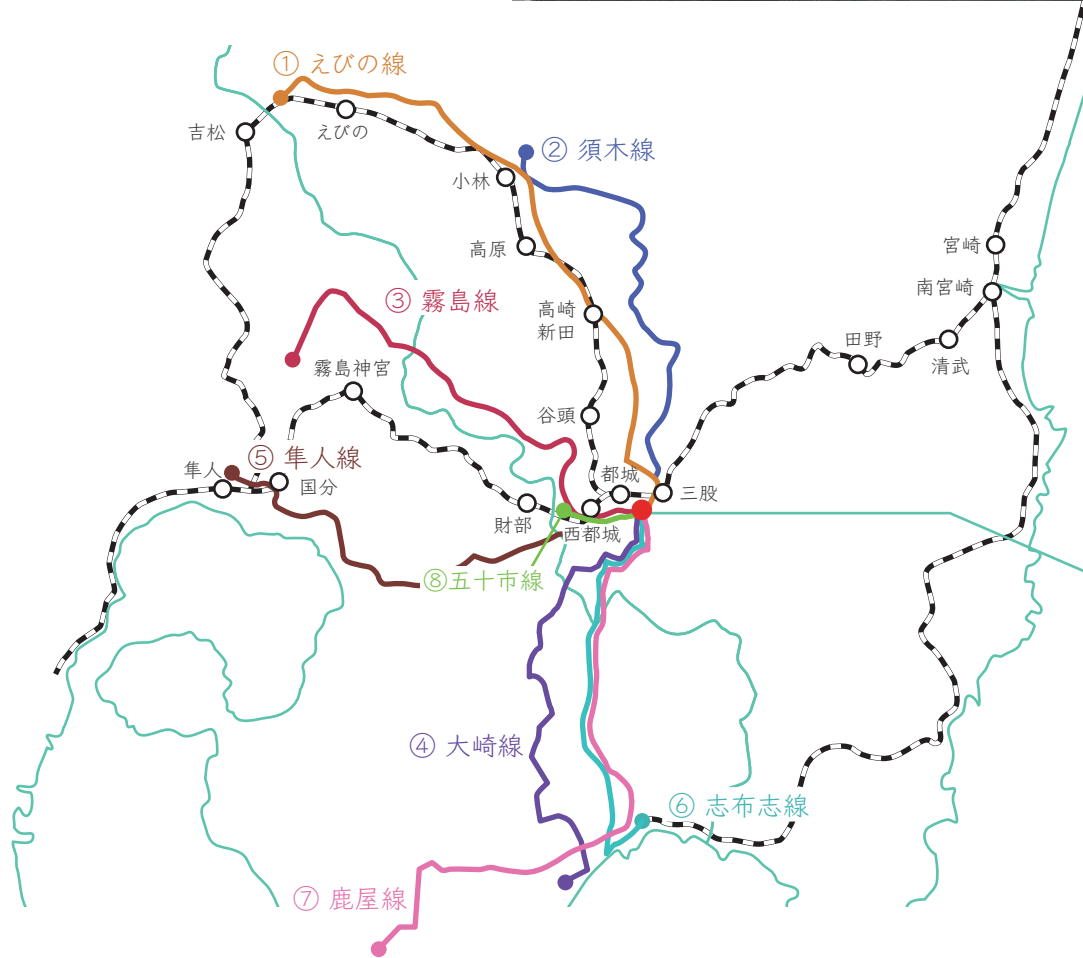 ① えびの線
吉松
えびの
② 須木線
小林
高原
宮崎
南宮崎
③ 霧島線
高崎
新田
田野
清武
霧島神宮
谷頭
⑤ 隼人線
隼人
国分
都城
三股
財部
西都城
⑧五十市線
④ 大崎線
⑥ 志布志線
⑦ 鹿屋線